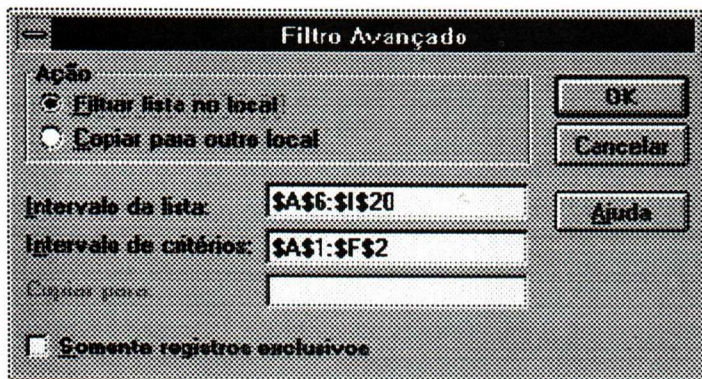 Filtro Avançado
Ação
Filtrar lista no local
Copiar para outro local
OK
Cancelar
Ajuda
Intervalo da lista: $A$6:$I$20
Intervalo de critérios: $A$1:$F$2
Copiar para:
Somente registros exclusivos